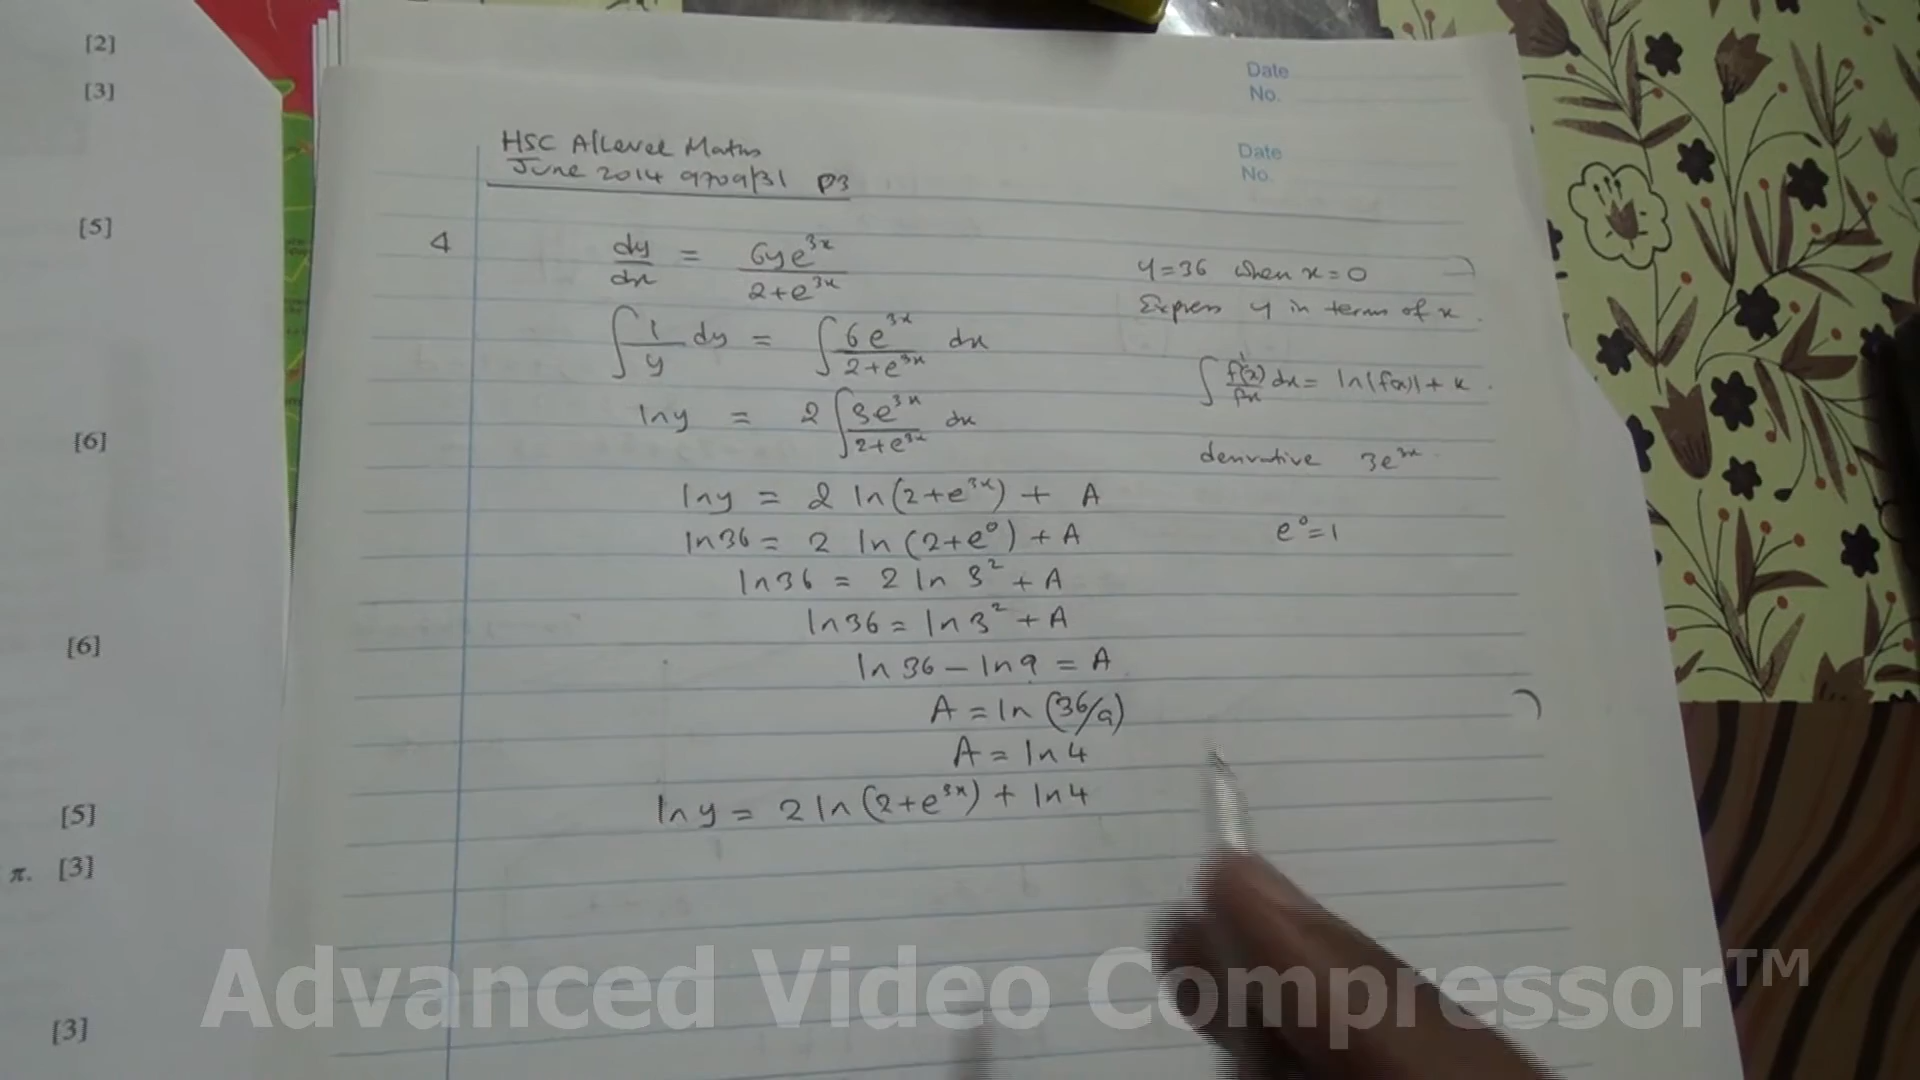 [2]
[3]
[5]
[6]
[6]
[5]
π. [3]
[3]
Date
No.
Date
No.
HSC A/Level Maths
June 2014 9709/31 P3
4
dy/dx = 6ye^3x/2+e^3x
y=36 when x=0
Express y in terms of x.
∫ 1/y dy = ∫ 6e^3x/2+e^3x dx
∫ f'(x)/fx dx = ln(f(x)) + k.
ln y = 2 ∫ 3e^3x/2+e^3x dx
derivative 3e^3x.
ln y = 2 ln(2+e^3x) + A
ln 36 = 2 ln (2+e^0) + A
e^0=1
ln 36 = 2 ln 3^2 + A
ln 36 = ln 3^2 + A
ln 36 – ln 9 = A
A = ln (36/9)
A = ln 4
ln y = 2 ln (2+e^3x) + ln 4
Advanced Video Compressor™